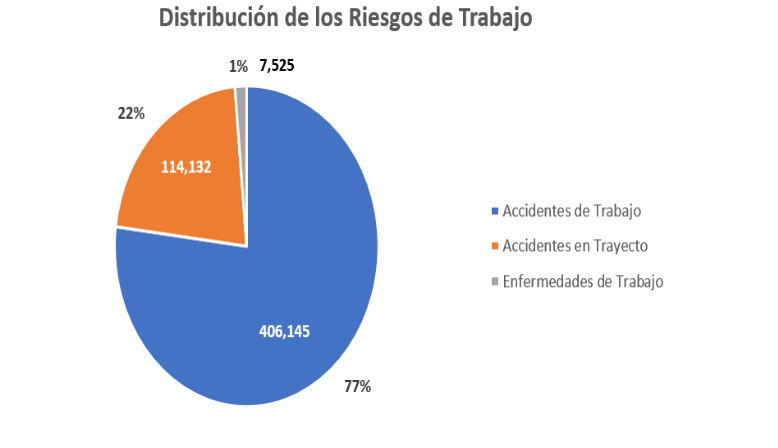 Distribución de los Riesgos de Trabajo
1% 7,525
22%
114,132
Accidentes de Trabajo
Accidentes en Trayecto
Enfermedades de Trabajo
406,145
77%